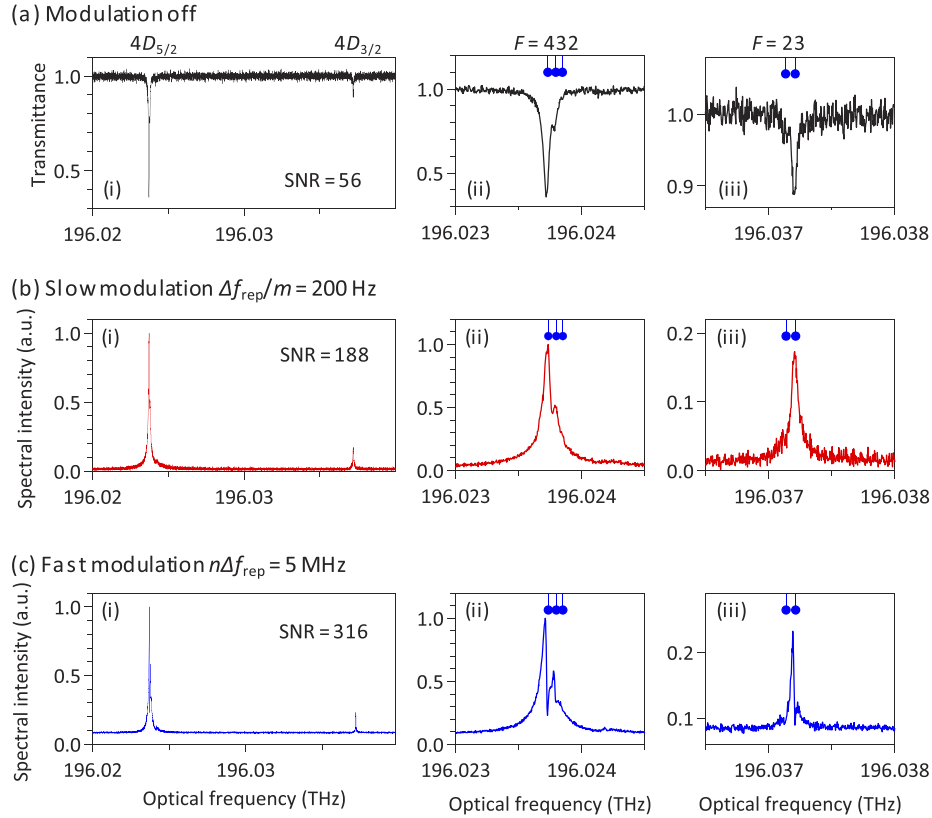 (a) Modulation off
4D5/2 4D3/2 F = 432 F = 23
Transmittance
1.0
0.5
(i)
SNR = 56
196.02 196.03
1.0
0.5
(ii)
196.023 196.024
1.0
0.9
(iii)
196.037 196.038
(b) Slow modulation Δfrep/m = 200 Hz
Spectral intensity (a.u.)
1.0
0.5
0.0
(i)
SNR = 188
196.02 196.03
1.0
0.5
0.0
(ii)
196.023 196.024
0.2
0.1
0.0
(iii)
196.037 196.038
(c) Fast modulation nΔfrep = 5 MHz
Spectral intensity (a.u.)
1.0
0.5
0.0
(i)
SNR = 316
196.02 196.03
Optical frequency (THz)
1.0
0.5
0.0
(ii)
196.023 196.024
Optical frequency (THz)
0.2
0.1
(iii)
196.037 196.038
Optical frequency (THz)